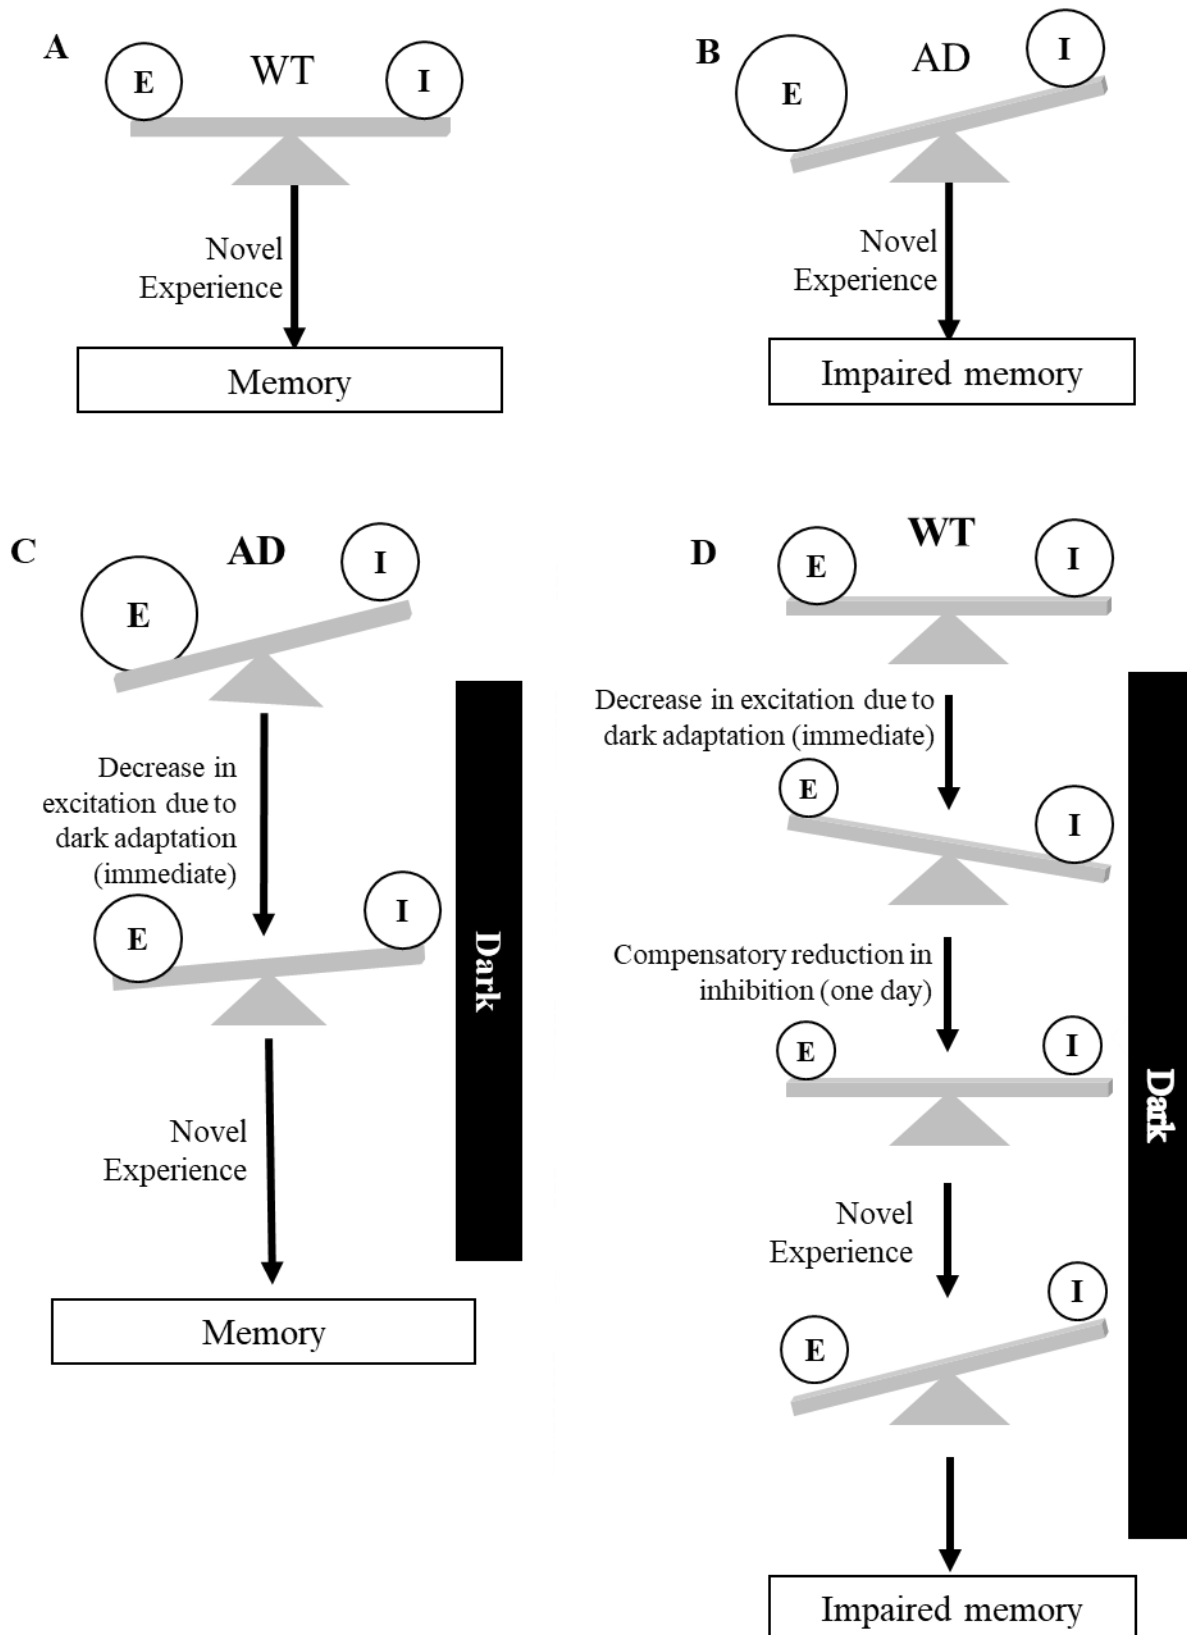 A
E
WT
I
Novel
Experience
Memory
B
E
AD
I
Novel
Experience
Impaired memory
C
E
AD
I
Decrease in
excitation due to
dark adaptation
(immediate)
E
I
Dark
Novel
Experience
Memory
D
E
WT
I
Decrease in excitation due to
dark adaptation (immediate)
E
I
Compensatory reduction in
inhibition (one day)
E
I
Dark
Novel
Experience
E
I
Impaired memory